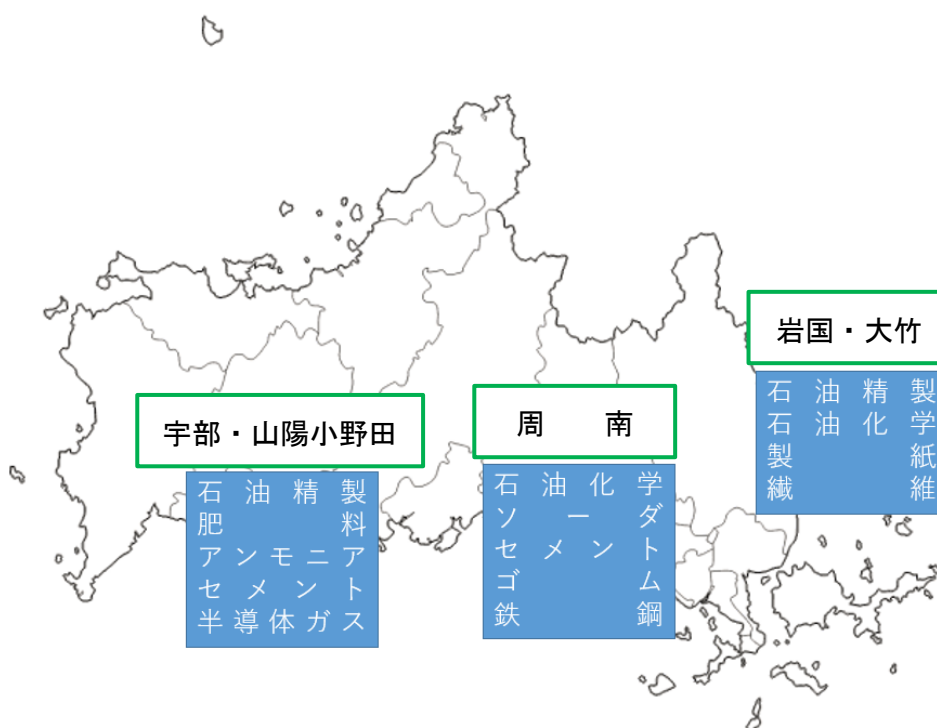 宇部・山陽小野田
石油精製
肥料
アンモニア
セメント
半導体ガス
周南
石油化学
ソーダ
セメント
ゴム
鉄鋼
岩国・大竹
石油精製
石油化学
製紙
繊維